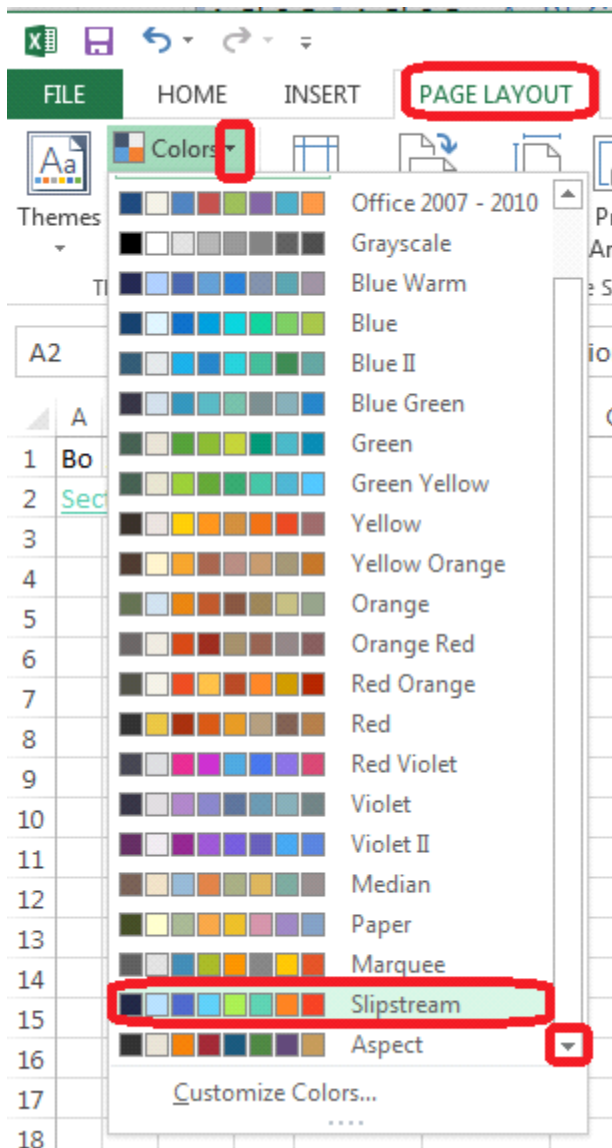 FILE HOME INSERT PAGE LAYOUT
Aa Colors
Themes
Office 2007 - 2010
Grayscale
Blue Warm
Blue
A2
Blue II
A Blue Green
1 Bo Green
2 Sect Green Yellow
3 Yellow
4 Yellow Orange
5 Orange
6 Orange Red
7 Red Orange
8 Red
9 Red Violet
10 Violet
11 Violet II
12 Median
13 Paper
14 Marquee
15 Slipstream
16 Aspect
17 Customize Colors...
18